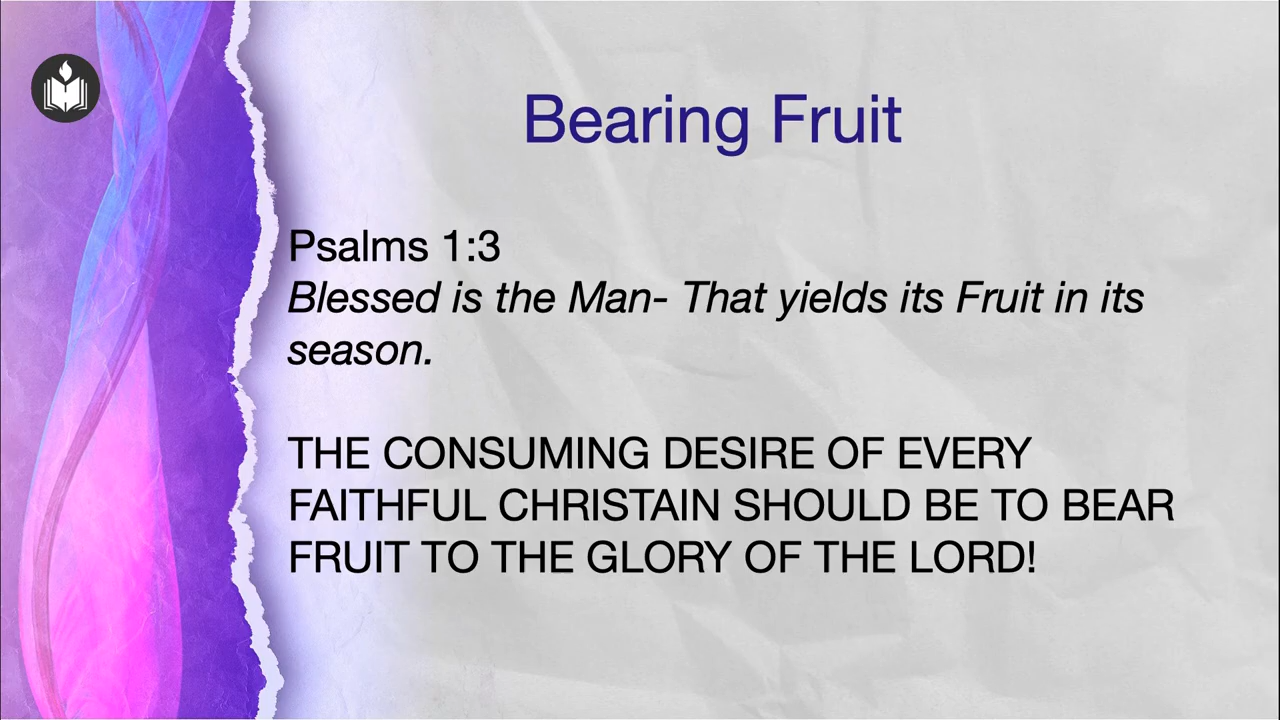 Bearing Fruit
Psalms 1:3
Blessed is the Man- That yields its Fruit in its
season.
THE CONSUMING DESIRE OF EVERY
FAITHFUL CHRISTAIN SHOULD BE TO BEAR
FRUIT TO THE GLORY OF THE LORD!